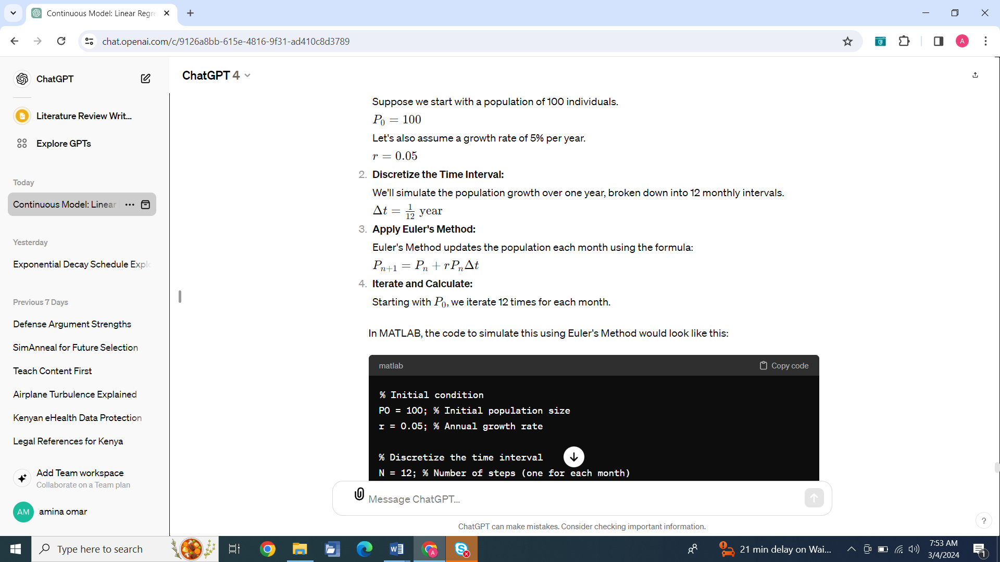 Continuous Model: Linear Regre
chat.openai.com/c/9126a8bb-615e-4816-9f31-ad410c8d3789
A
ChatGPT
Literature Review Writ...
Explore GPTs
Today
Continuous Model: Linear
Yesterday
Exponential Decay Schedule Explo
Previous 7 Days
Defense Argument Strengths
SimAnneal for Future Selection
Teach Content First
Airplane Turbulence Explained
Kenyan eHealth Data Protection
Legal References for Kenya
Add Team workspace
Collaborate on a Team plan
AM amina omar
ChatGPT 4
Suppose we start with a population of 100 individuals.
P₀ = 100
Let's also assume a growth rate of 5% per year.
r = 0.05
2. Discretize the Time Interval:
We'll simulate the population growth over one year, broken down into 12 monthly intervals.
Δt = 1/12 year
3. Apply Euler's Method:
Euler's Method updates the population each month using the formula:
Pₙ₊₁ = Pₙ + rPₙΔt
4. Iterate and Calculate:
Starting with P₀, we iterate 12 times for each month.
In MATLAB, the code to simulate this using Euler's Method would look like this:
matlab Copy code
% Initial condition
P0 = 100; % Initial population size
r = 0.05; % Annual growth rate
% Discretize the time interval
N = 12; % Number of steps (one for each month)
Message ChatGPT...
ChatGPT can make mistakes. Consider checking important information.
?
Type here to search
21 min delay on Wai...
7:53 AM
3/4/2024
1